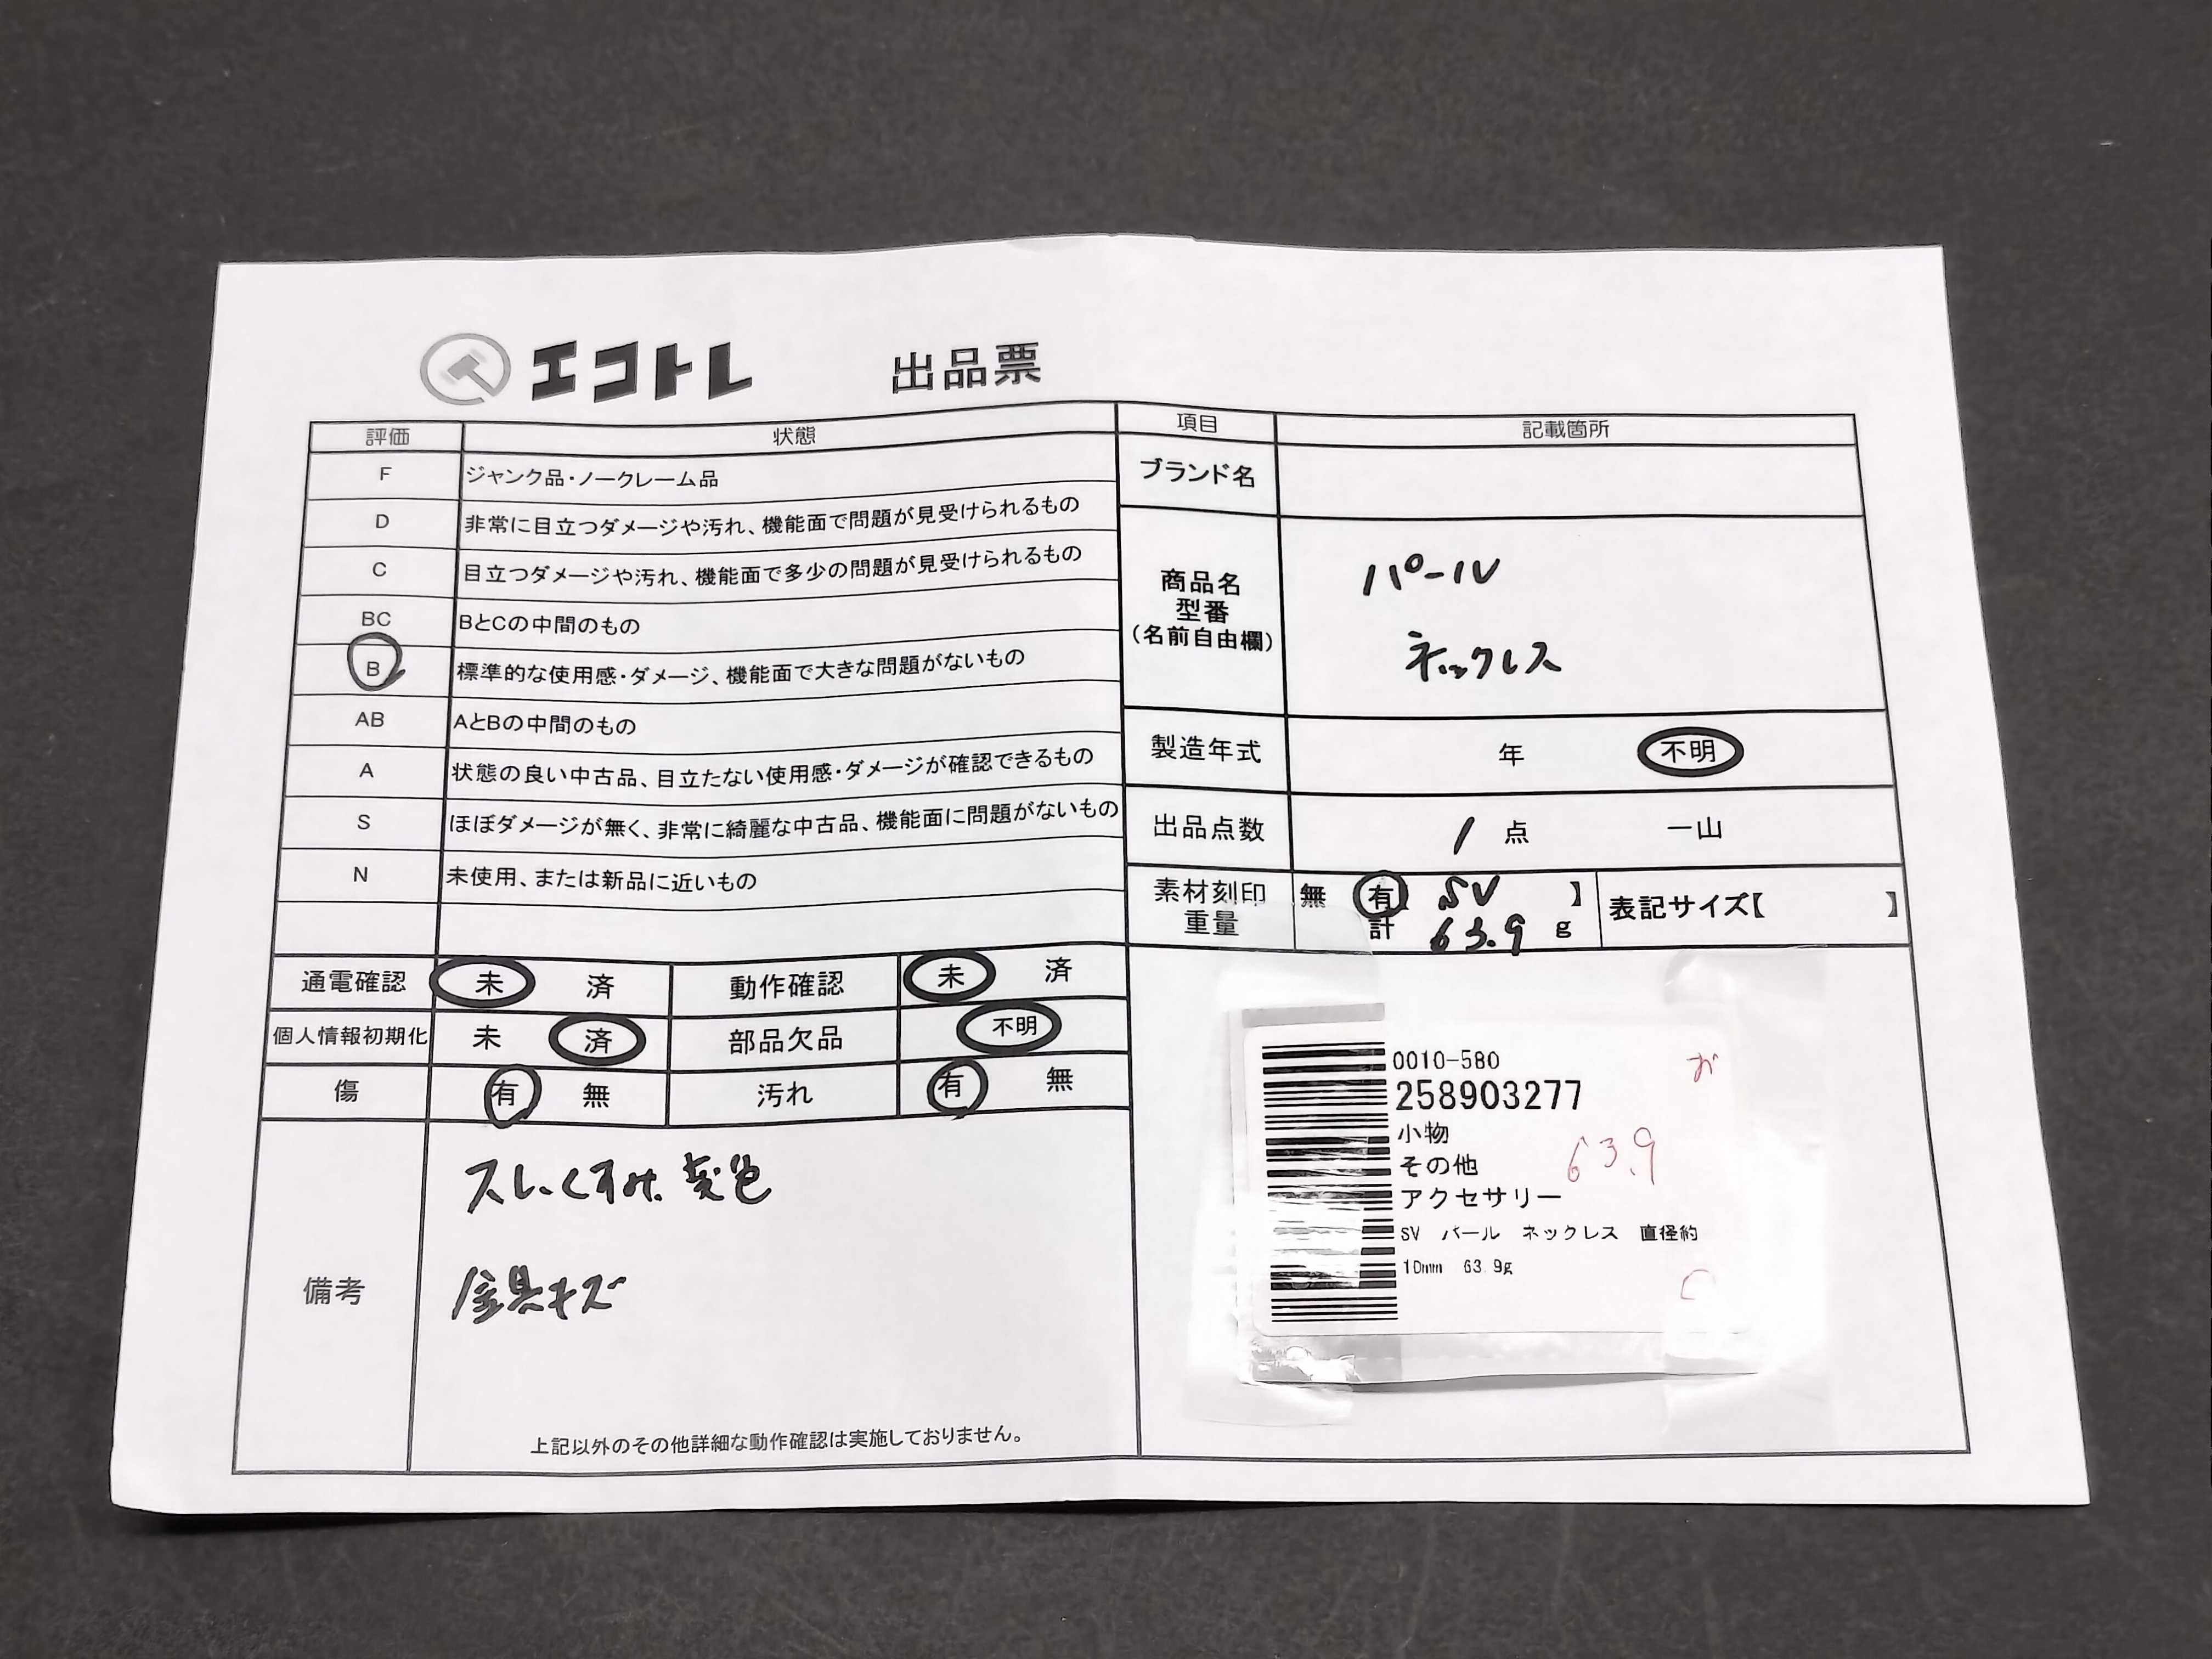 エコトレ 出品票
評価 状態
F ジャンク品・ノークレーム品
D 非常に目立つダメージや汚れ、機能面で問題が見受けられるもの
C 目立つダメージや汚れ、機能面で多少の問題が見受けられるもの
BC BとCの中間のもの
B 標準的な使用感・ダメージ、機能面で大きな問題がないもの
AB AとBの中間のもの
A 状態の良い中古品、目立たない使用感・ダメージが確認できるもの
S ほぼダメージが無く、非常に綺麗な中古品、機能面に問題がないもの
N 未使用、または新品に近いもの
通電確認 未 済 動作確認 未 済
個人情報初期化 未 済 部品欠品 不明
傷 有 無 汚れ 有 無
備考
スレ、くすみ、変色
金具キズ
上記以外のその他詳細な動作確認は実施しておりません。
項目 記載箇所
ブランド名
商品名
型番
(名前自由欄)
パール
ネックレス
製造年式 年 不明
出品点数 1 点 一山
素材刻印 無 有 SV 】
重量 計 63.9 g
表記サイズ【 】
0010-580 が
258903277
小物
その他 63.9
アクセサリー
SV パール ネックレス 直径約
10mm 63.9g